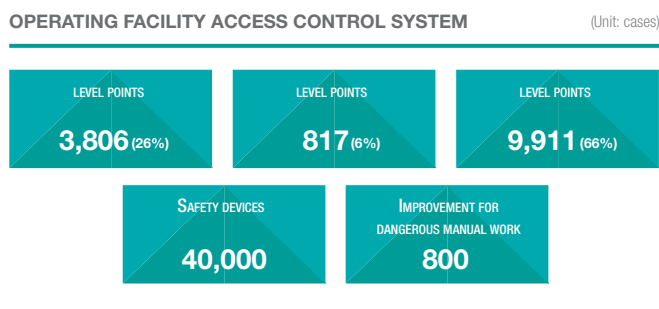 OPERATING FACILITY ACCESS CONTROL SYSTEM (Unit: cases)
LEVEL POINTS LEVEL POINTS LEVEL POINTS
3,806 (26%) 817 (6%) 9,911 (66%)
SAFETY DEVICES IMPROVEMENT FOR
DANGEROUS MANUAL WORK
40,000 800